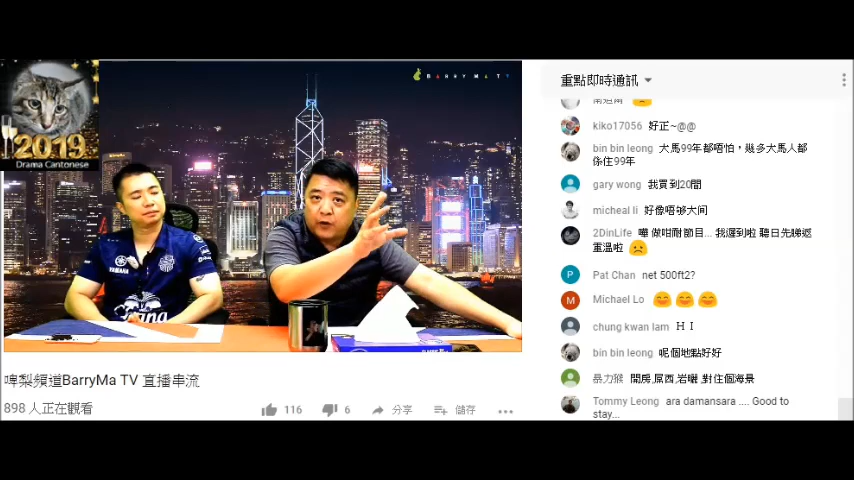 BARRYMA TV
2019
Drama Cantonese
YAMAHA
啤梨頻道BarryMa TV 直播串流
898 人正在觀看
116
6
分享
儲存
重點即時通訊
kiko17056 好正~@@
bin bin leong 大馬99年都唔怕，幾多大馬人都
係住99年
gary wong 我買到20間
micheal li 好像唔够大间
2DinLife 嘩 做咁耐節目... 我遲到啦 聽日先睇返
重溫啦
Pat Chan net 500ft2?
Michael Lo
chung kwan lam H I
bin bin leong 呢個地點好好
暴力猴 開房,屌西,岩曬,對住個海景
Tommy Leong ara damansara .... Good to
stay...